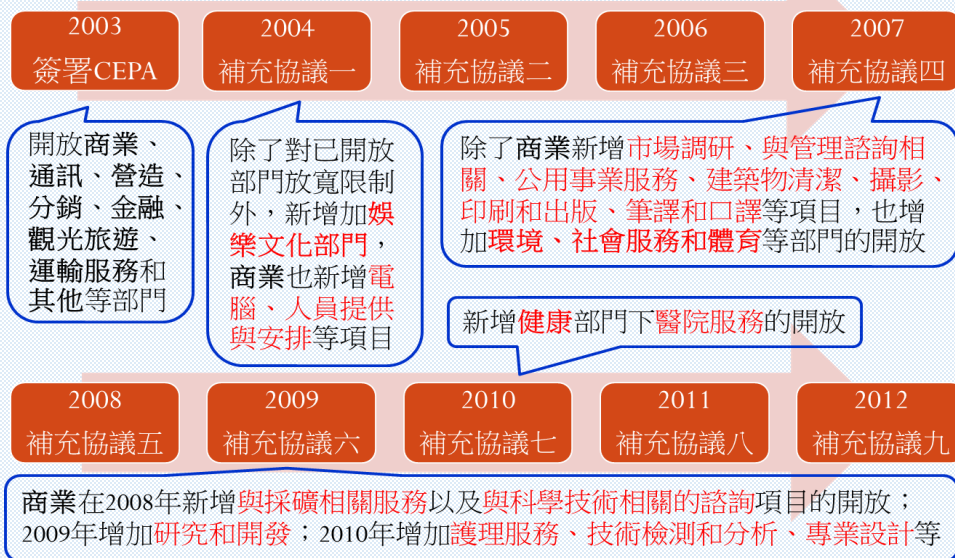 2003
簽署CEPA
2004
補充協議一
2005
補充協議二
2006
補充協議三
2007
補充協議四
開放商業、
通訊、營造、
分銷、金融、
觀光旅遊、
運輸服務和
其他等部門
除了對已開放
部門放寬限制
外，新增加娛
樂文化部門，
商業也新增電
腦、人員提供
與安排等項目
除了商業新增市場調研、與管理諮詢相
關、公用事業服務、建築物清潔、攝影、
印刷和出版、筆譯和口譯等項目，也增
加環境、社會服務和體育等部門的開放
新增健康部門下醫院服務的開放
2008
補充協議五
2009
補充協議六
2010
補充協議七
2011
補充協議八
2012
補充協議九
商業在2008年新增與採礦相關服務以及與科學技術相關的諮詢項目的開放；
2009年增加研究和開發；2010年增加護理服務、技術檢測和分析、專業設計等